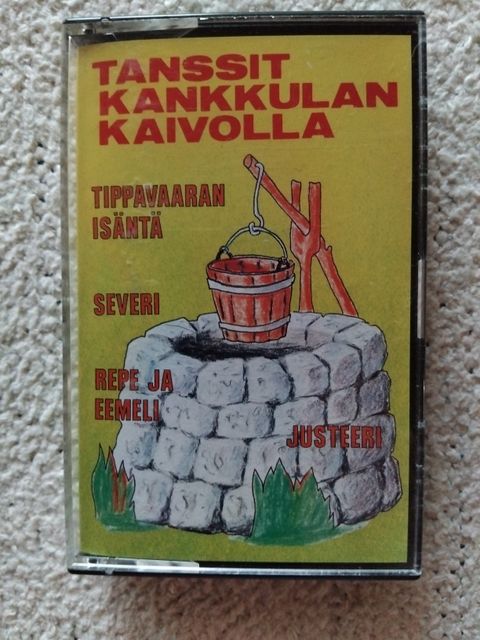 TANSSIT
KANKKULAN
KAIVOLLA
TIPPAVAARAN
ISÄNTÄ
SEVERI
REPE JA
EEMELI
JUSTEERI